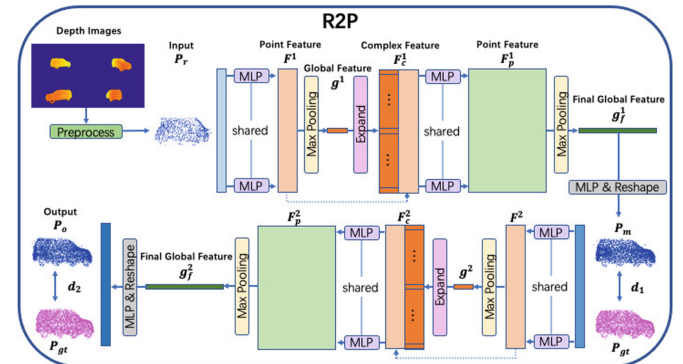 R2P
Depth Images
Input
P_r
Preprocess
Point Feature
F^1
Global Feature
g^1
Complex Feature
F_c^1
Point Feature
F_p^1
Final Global Feature
g_f^1
MLP
shared
MLP
Max Pooling
Expand
...
...
MLP
shared
MLP
Max Pooling
MLP & Reshape
Output
P_o
d_2
P_gt
MLP & Reshape
Final Global Feature
g_f^2
Max Pooling
F_p^2
MLP
shared
MLP
F_c^2
...
...
Expand
g^2
Max Pooling
F^2
MLP
shared
MLP
P_m
d_1
P_gt